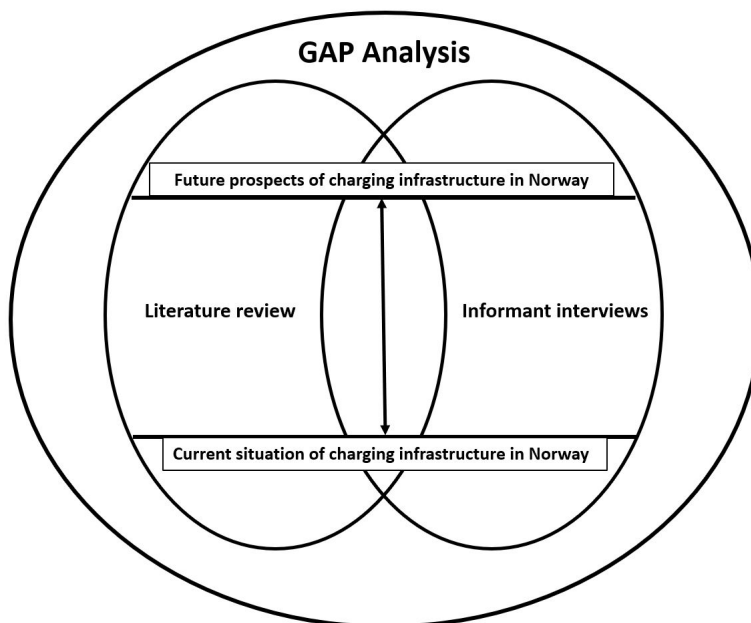 GAP Analysis
Future prospects of charging infrastructure in Norway
Literature review
Informant interviews
Current situation of charging infrastructure in Norway